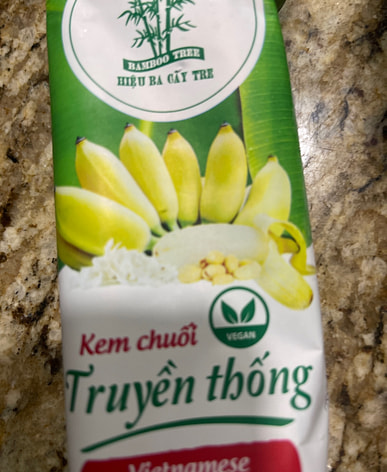 BAMBOO TREE
HIỆU BA CÂY TRE
VEGAN
Kem chuối
Truyền thống
Vietnamese